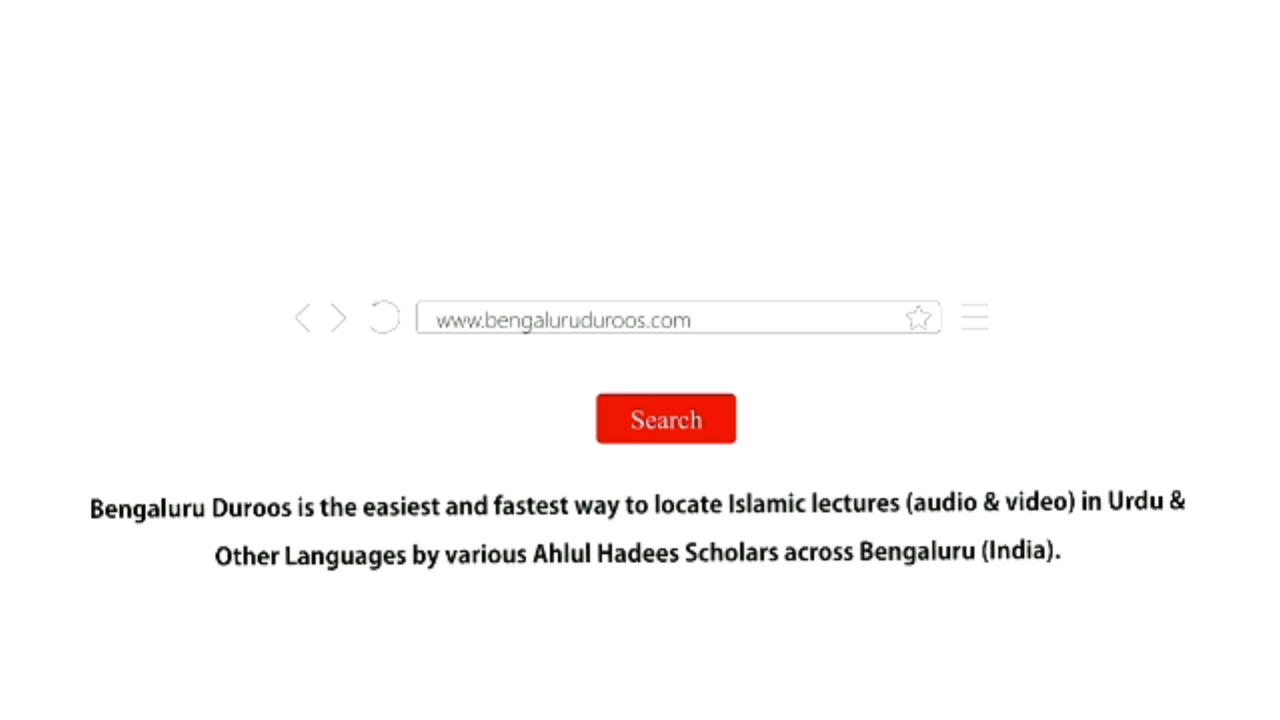 www.bengaluruduroos.com
Search
Bengaluru Duroos is the easiest and fastest way to locate Islamic lectures (audio & video) in Urdu &
Other Languages by various Ahlul Hadees Scholars across Bengaluru (India).